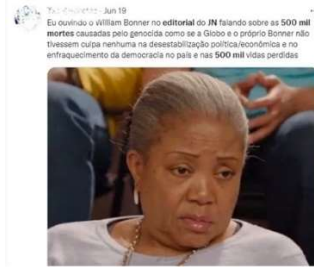 Jun 19
Eu ouvindo o William Bonner no editorial do JN falando sobre as 500 mil
mortes causadas pelo genocida como se a Globo e o próprio Bonner não
tivessem culpa nenhuma na desestabilização política/econômica e no
enfraquecimento da democracia no país e nas 500 mil vidas perdidas